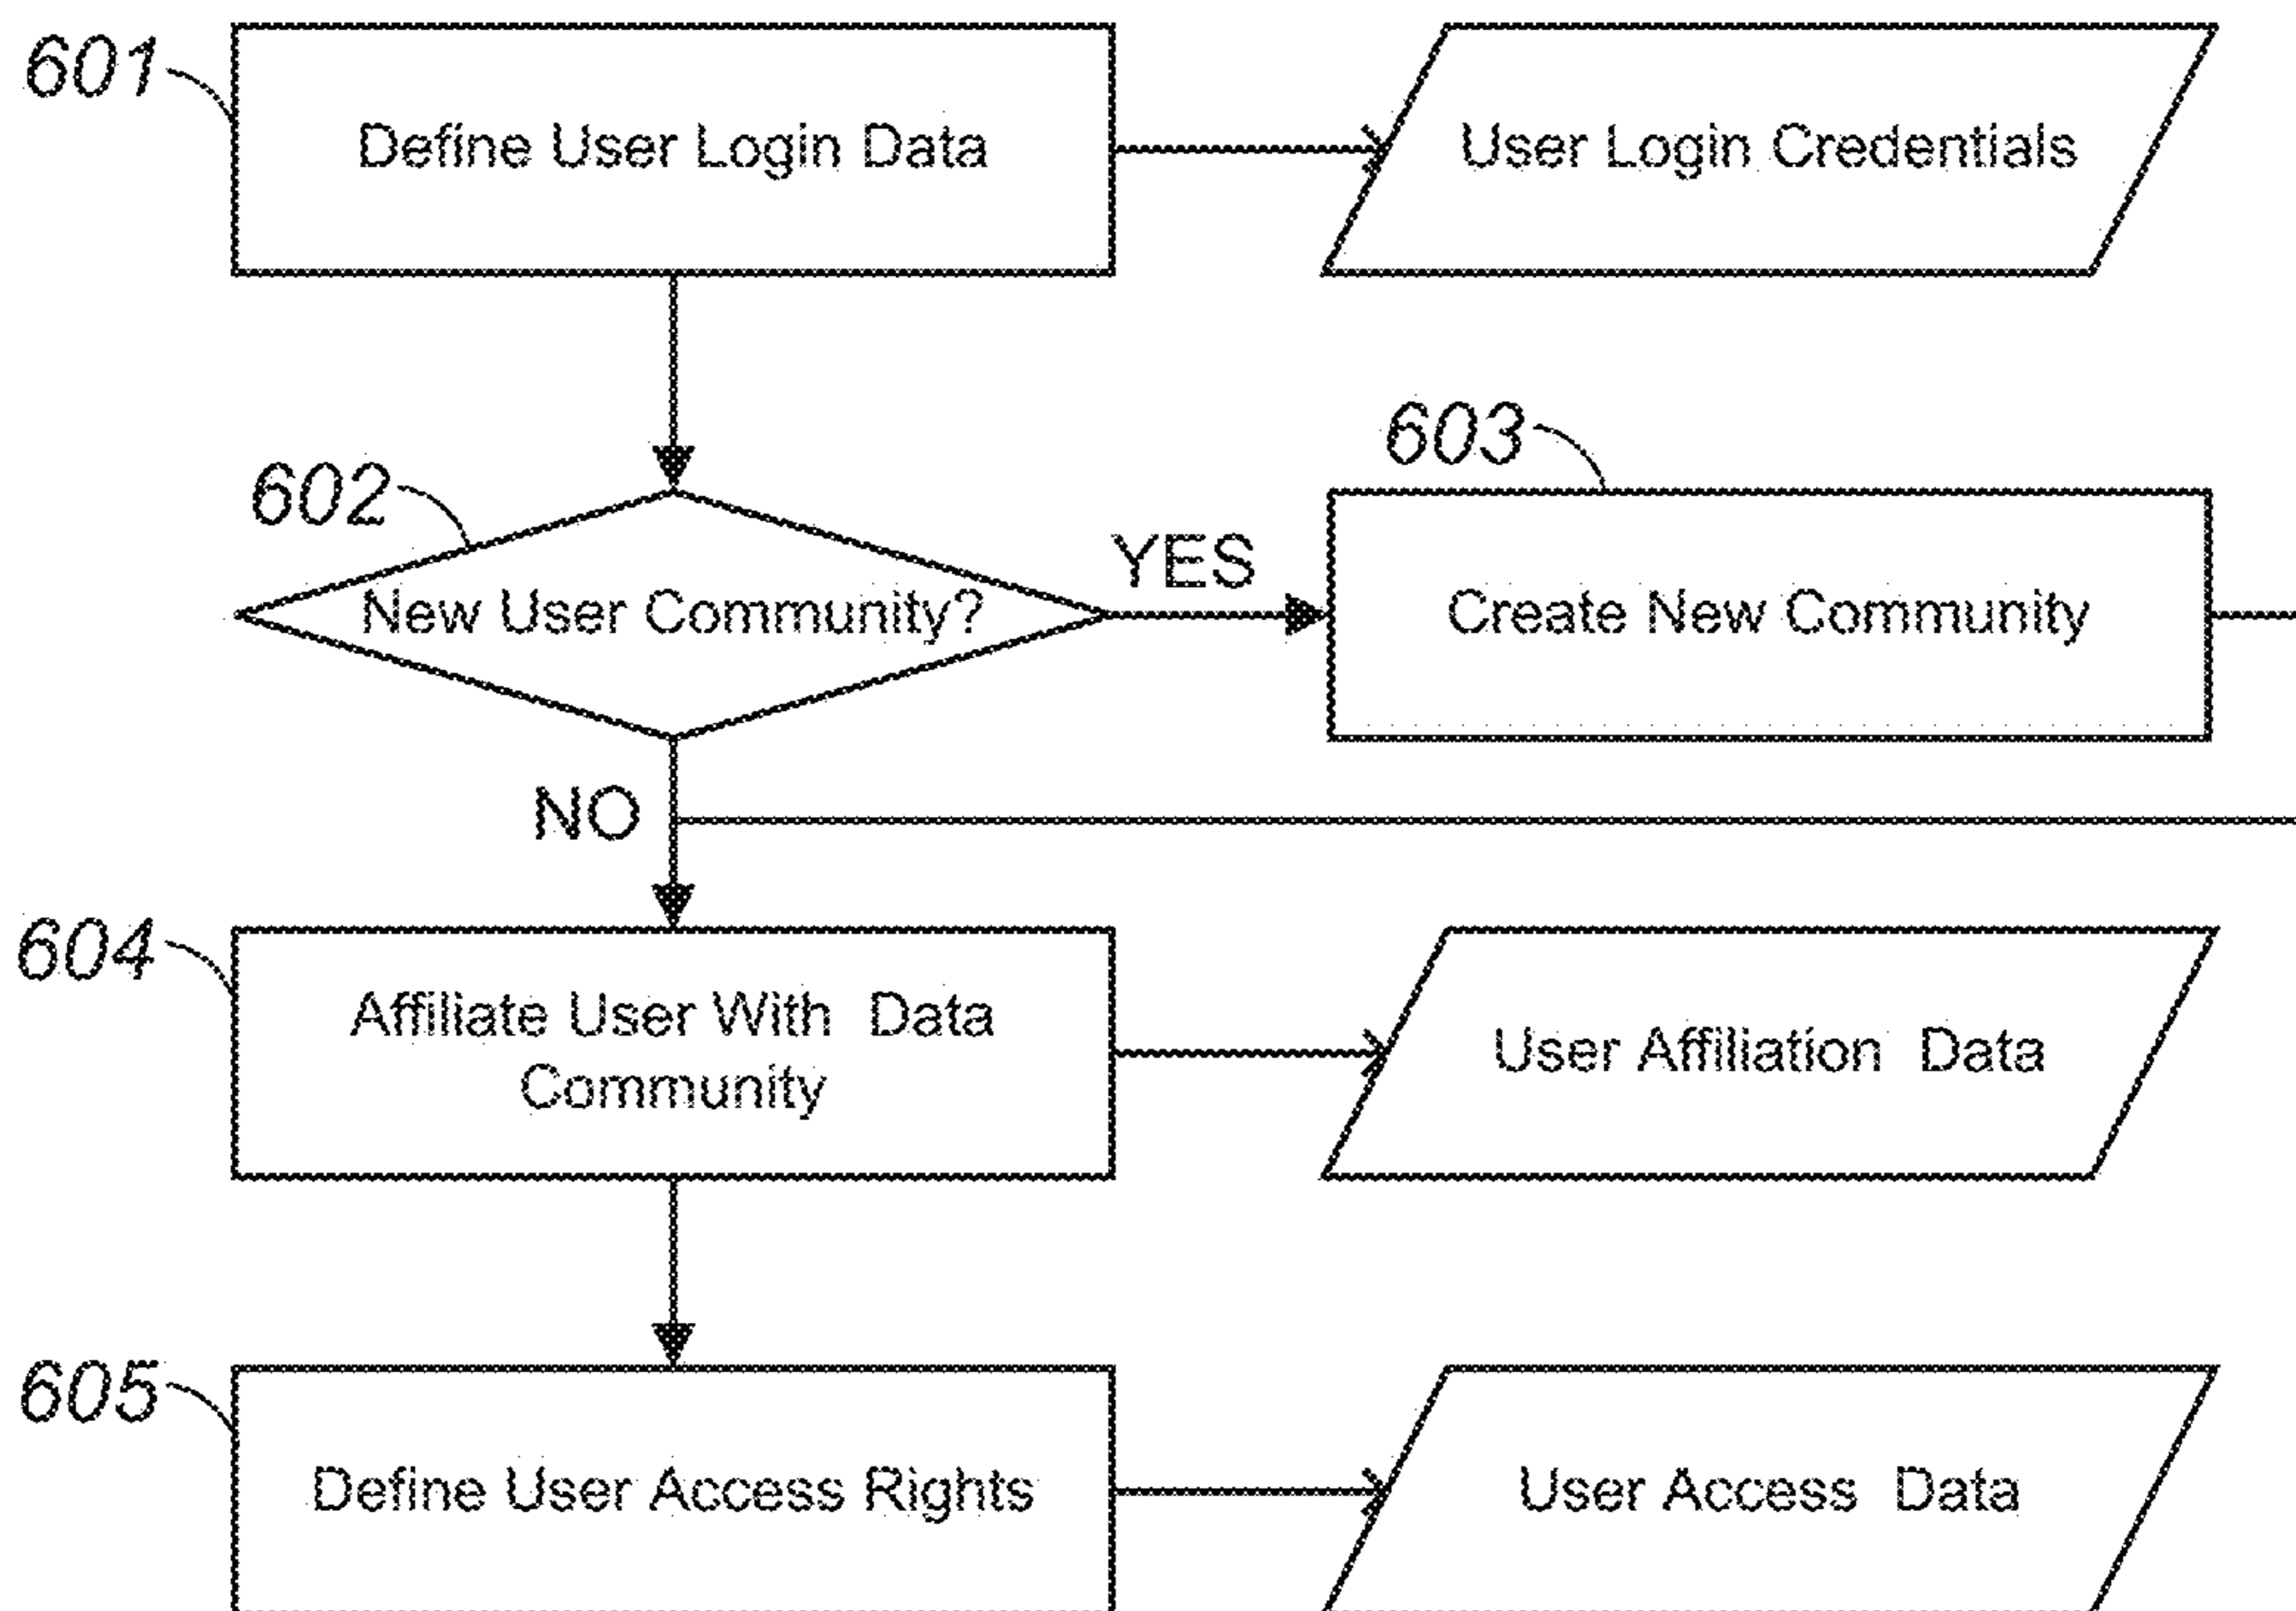 601
Define User Login Data
User Login Credentials
602
New User Community?
YES
603
Create New Community
NO
604
Affiliate User With Data
Community
User Affiliation Data
605
Define User Access Rights
User Access Data